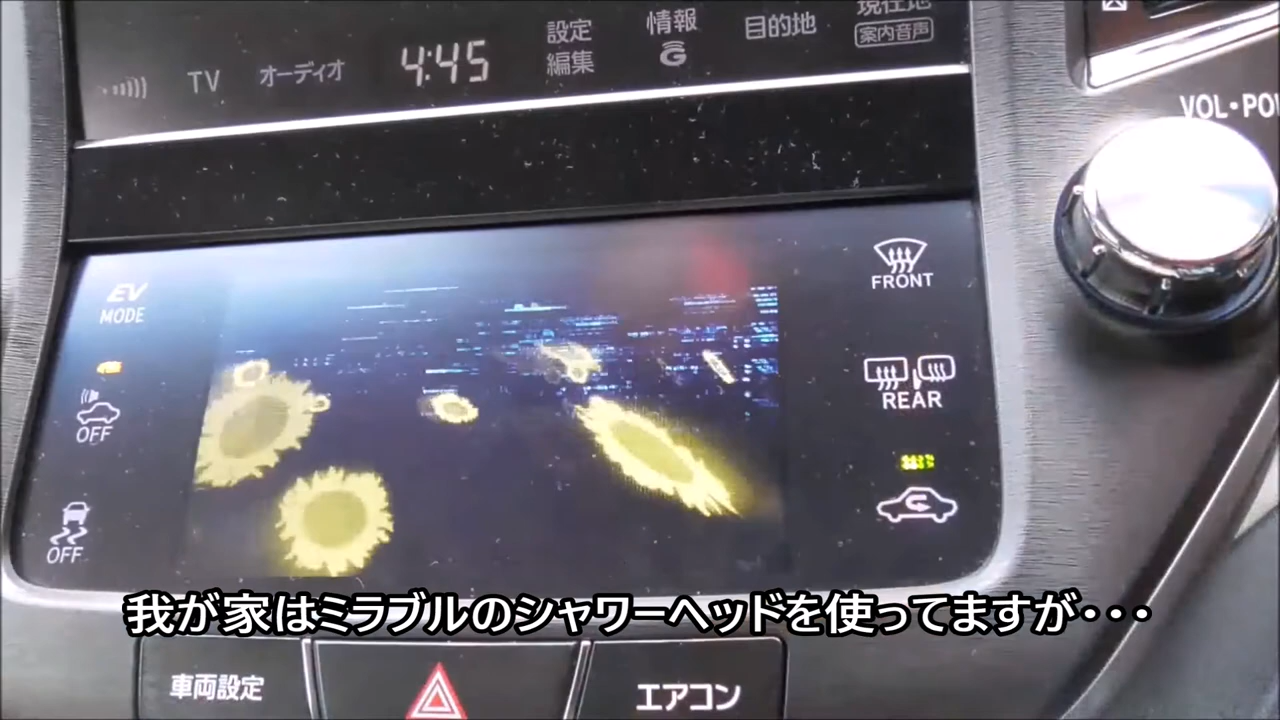 TV
オーディオ
4:45
設定
編集
情報
G
目的地
現在地
案内音声
VOL・PO
EV
MODE
OFF
OFF
FRONT
REAR
我が家はミラブルのシャワーヘッドを使ってますが・・・
車両設定
エアコン